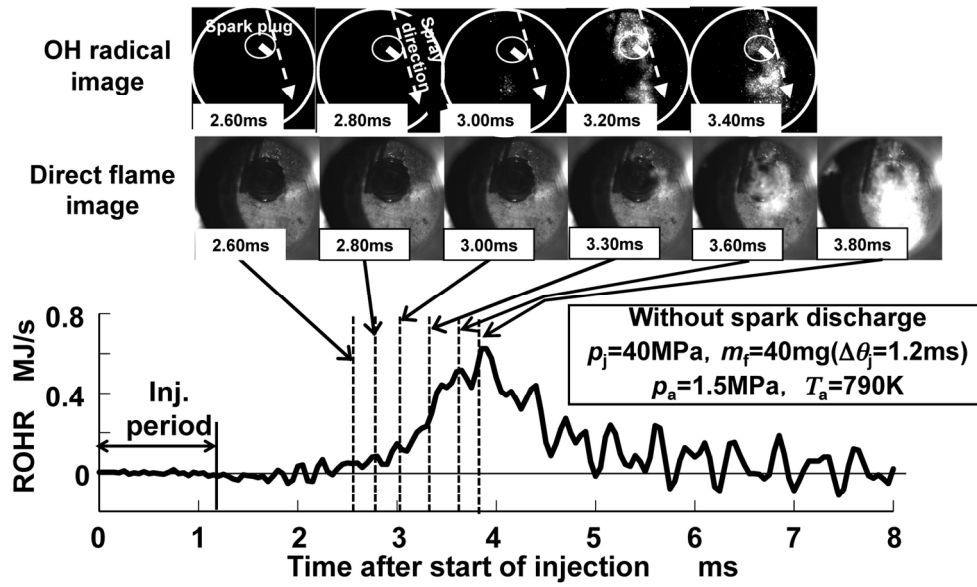 OH radical
image
Spark plug
Spray
direction
2.60ms
2.80ms
3.00ms
3.20ms
3.40ms
Direct flame
image
2.60ms
2.80ms
3.00ms
3.30ms
3.60ms
3.80ms
Without spark discharge
pj=40MPa, mf=40mg(Δθj=1.2ms)
pa=1.5MPa, Ta=790K
ROHR MJ/s
0.8
0.4
0
Inj.
period
0 1 2 3 4 5 6 7 8
Time after start of injection ms